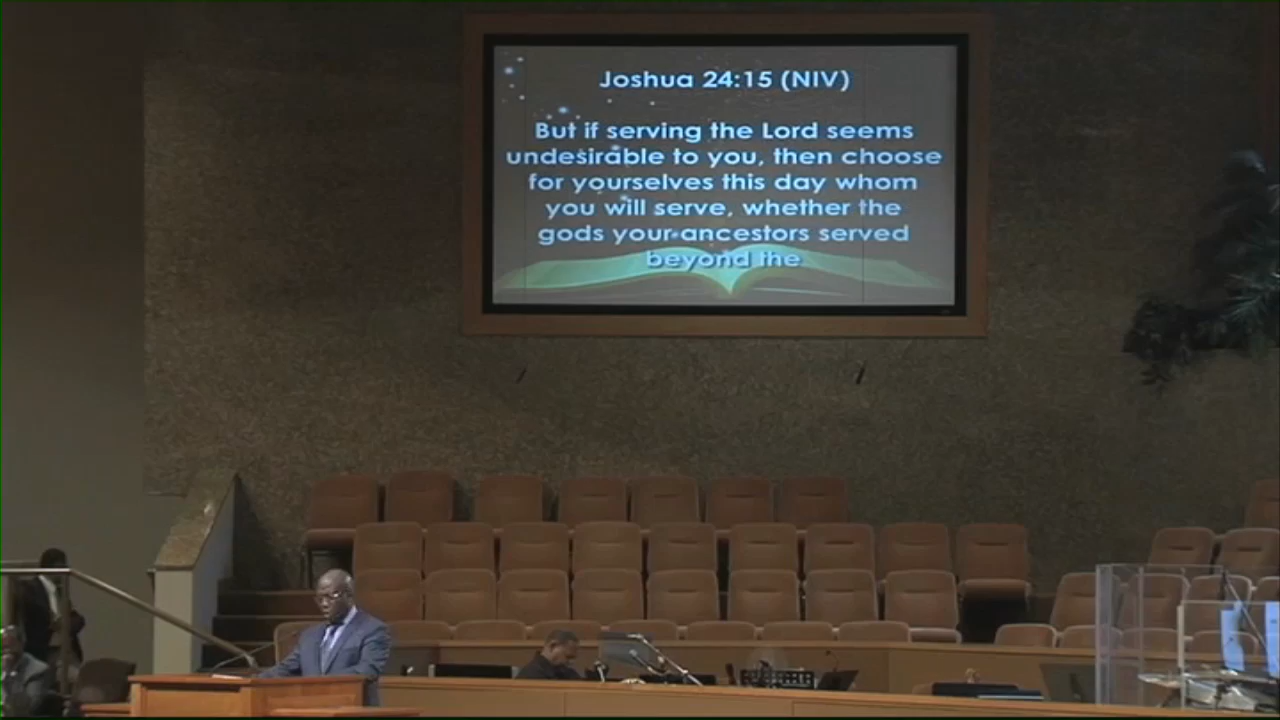 Joshua 24:15 (NIV)
But if serving the Lord seems
undesirable to you, then choose
for yourselves this day whom
you will serve, whether the
gods your ancestors served
beyond the